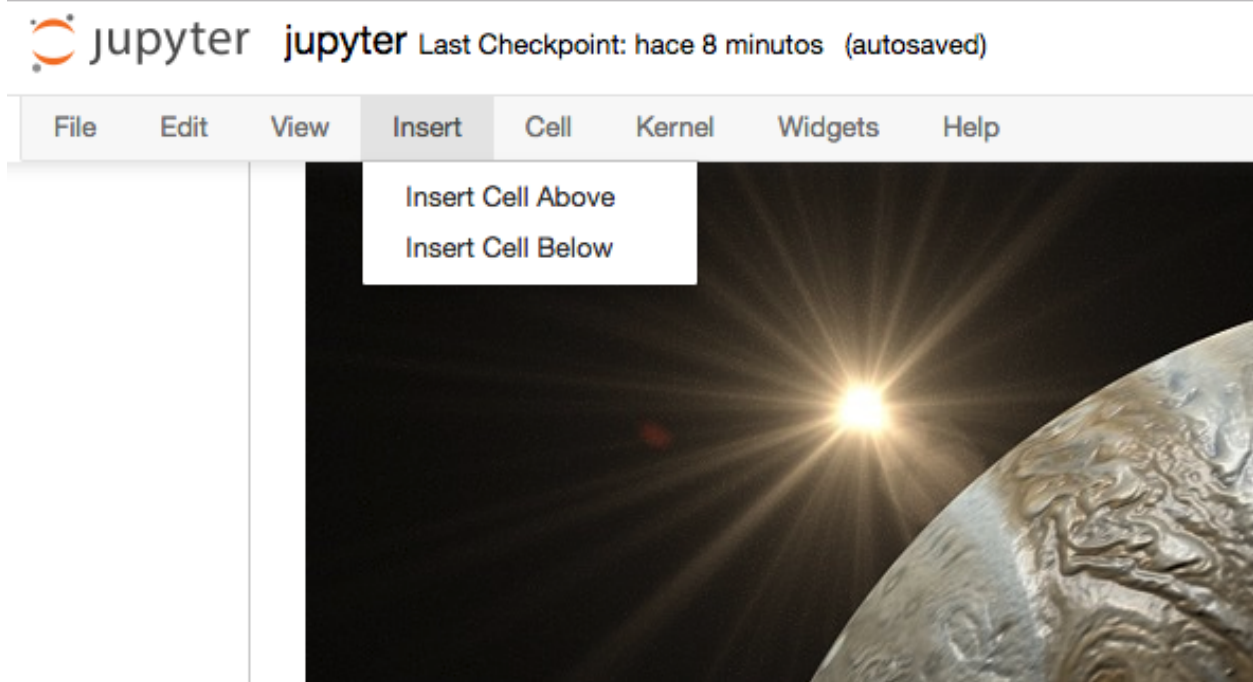 jupyter jupyter Last Checkpoint: hace 8 minutos (autosaved)
File Edit View Insert Cell Kernel Widgets Help
Insert Cell Above
Insert Cell Below